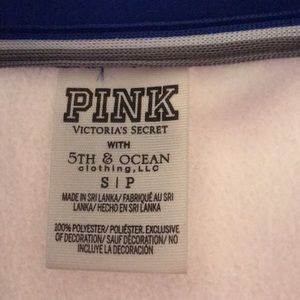 PINK
VICTORIA'S SECRET
WITH
5TH & OCEAN
clothing, LLC
S | P
MADE IN SRI LANKA/ FABRIQUÉ AU SRI
LANKA/ HECHO EN SRI LANKA
100% POLYESTER/ POLIÉSTER. EXCLUSIVE
OF DECORATION/ SAUF DÉCORATION/ NO
INCLUYE LA DECORACIÓN